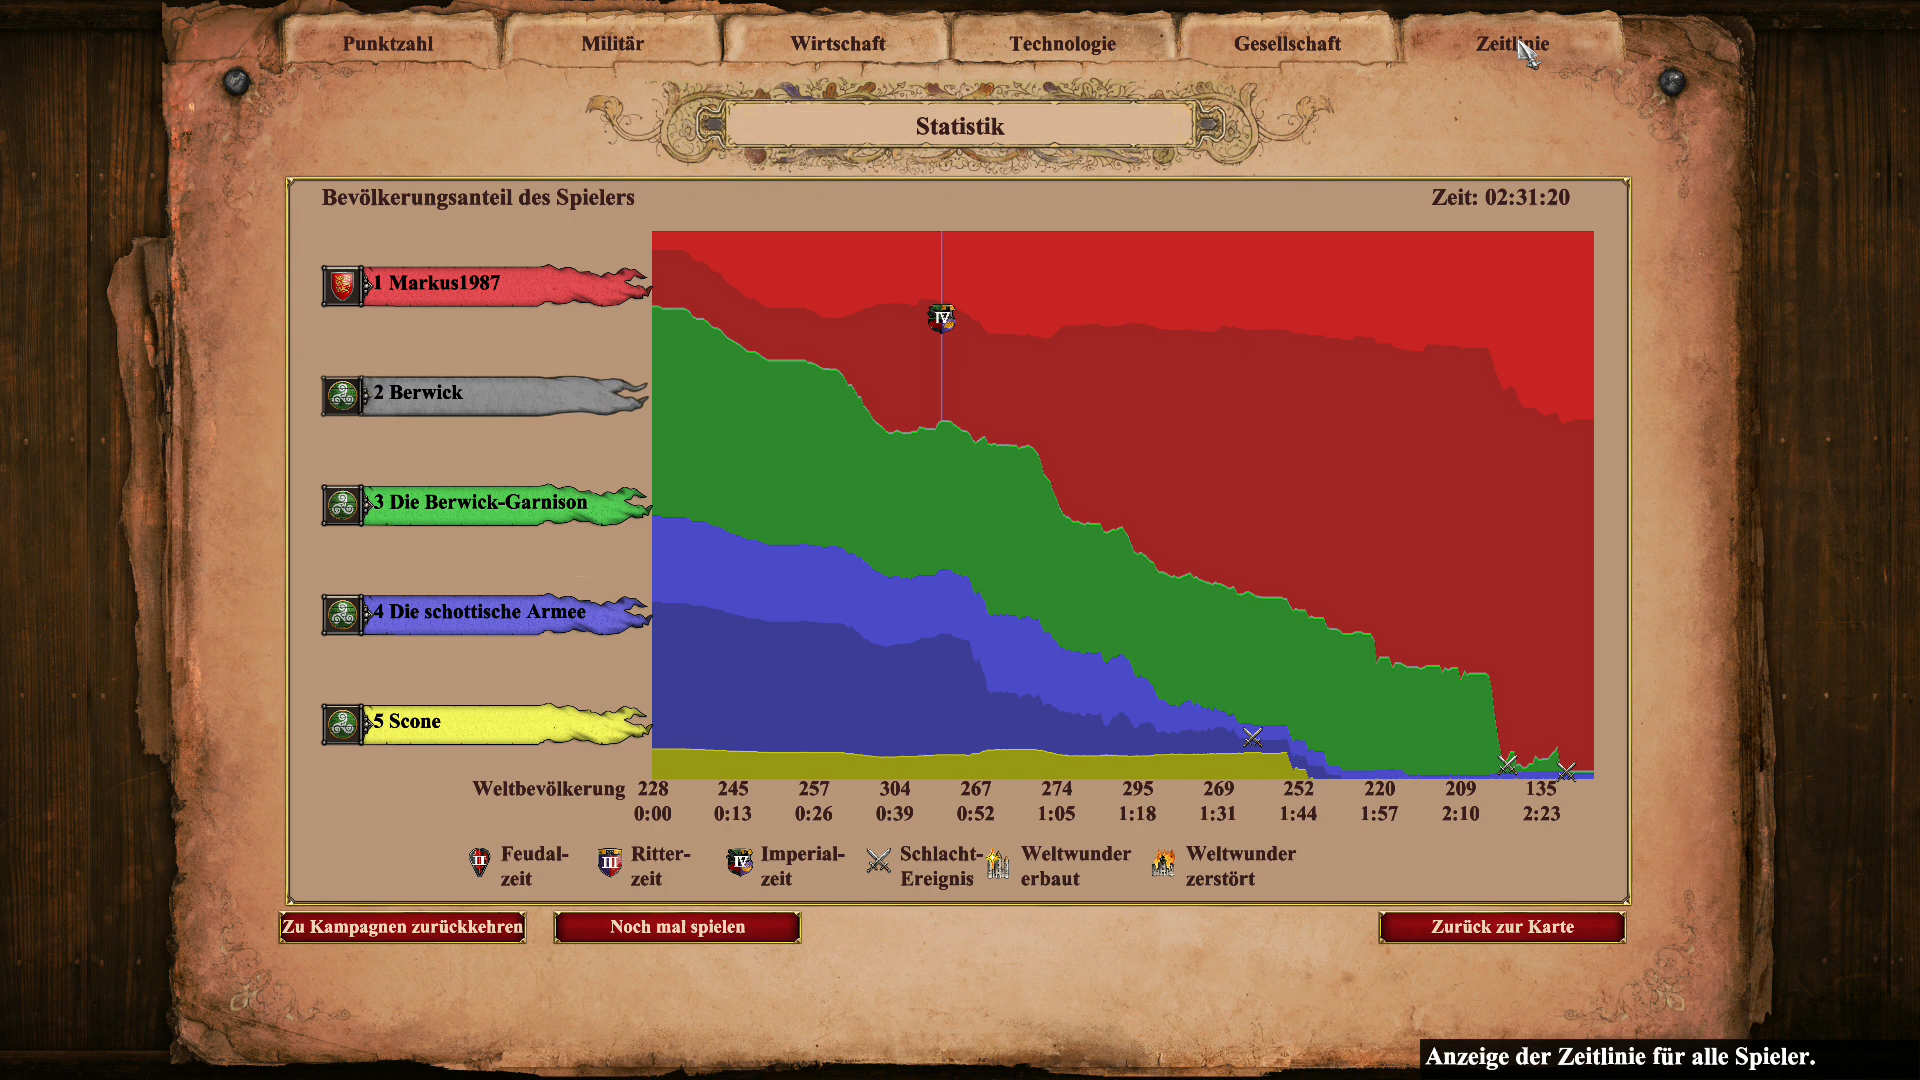 Punktzahl Militär Wirtschaft Technologie Gesellschaft Zeitlinie
Statistik
Bevölkerungsanteil des Spielers Zeit: 02:31:20
1 Markus1987
2 Berwick
3 Die Berwick-Garnison
4 Die schottische Armee
5 Scone
IV
Weltbevölkerung 228 245 257 304 267 274 295 269 252 220 209 135
0:00 0:13 0:26 0:39 0:52 1:05 1:18 1:31 1:44 1:57 2:10 2:23
II Feudal- III Ritter- IV Imperial- Schlacht- Weltwunder Weltwunder
zeit zeit zeit Ereignis erbaut zerstört
Zu Kampagnen zurückkehren Noch mal spielen Zurück zur Karte
Anzeige der Zeitlinie für alle Spieler.